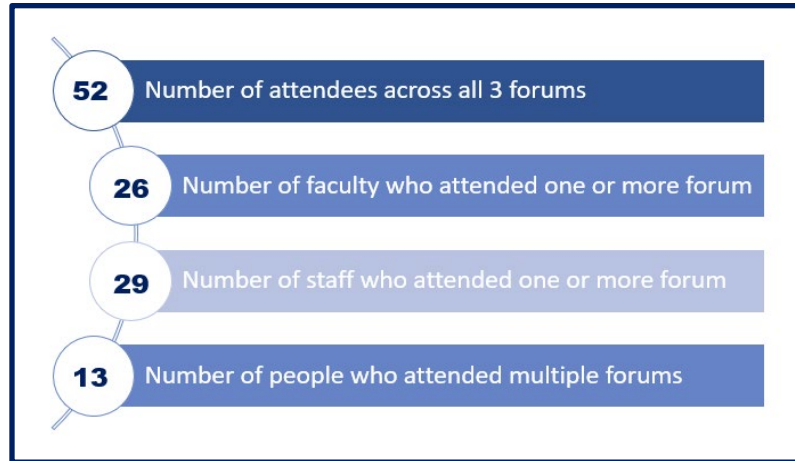 52 Number of attendees across all 3 forums
26 Number of faculty who attended one or more forum
29 Number of staff who attended one or more forum
13 Number of people who attended multiple forums